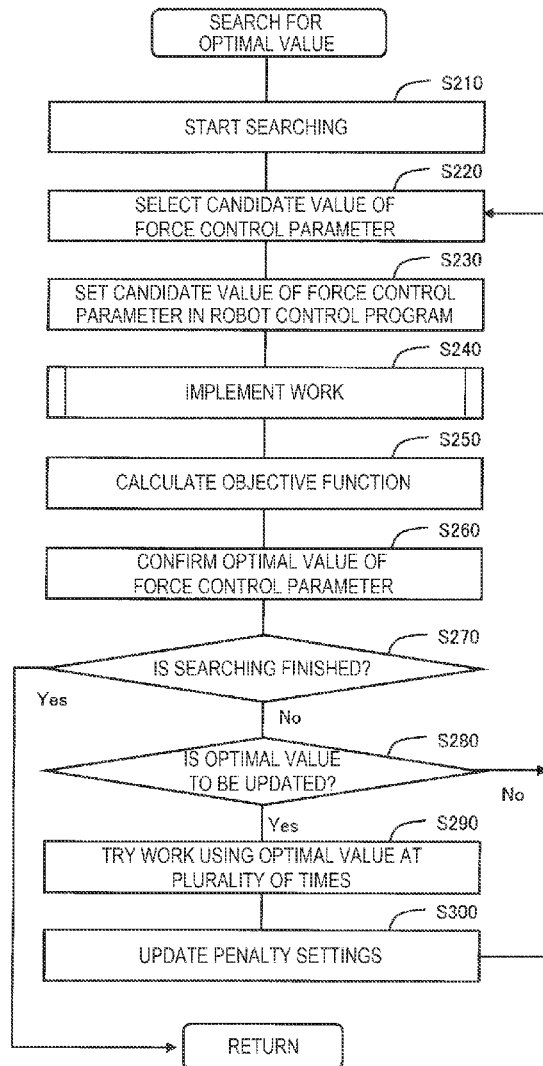 SEARCH FOR
OPTIMAL VALUE
S210
START SEARCHING
S220
SELECT CANDIDATE VALUE OF
FORCE CONTROL PARAMETER
S230
SET CANDIDATE VALUE OF FORCE CONTROL
PARAMETER IN ROBOT CONTROL PROGRAM
S240
IMPLEMENT WORK
S250
CALCULATE OBJECTIVE FUNCTION
S260
CONFIRM OPTIMAL VALUE OF
FORCE CONTROL PARAMETER
S270
IS SEARCHING FINISHED?
Yes
No
S280
IS OPTIMAL VALUE
TO BE UPDATED?
No
Yes
S290
TRY WORK USING OPTIMAL VALUE AT
PLURALITY OF TIMES
S300
UPDATE PENALTY SETTINGS
RETURN